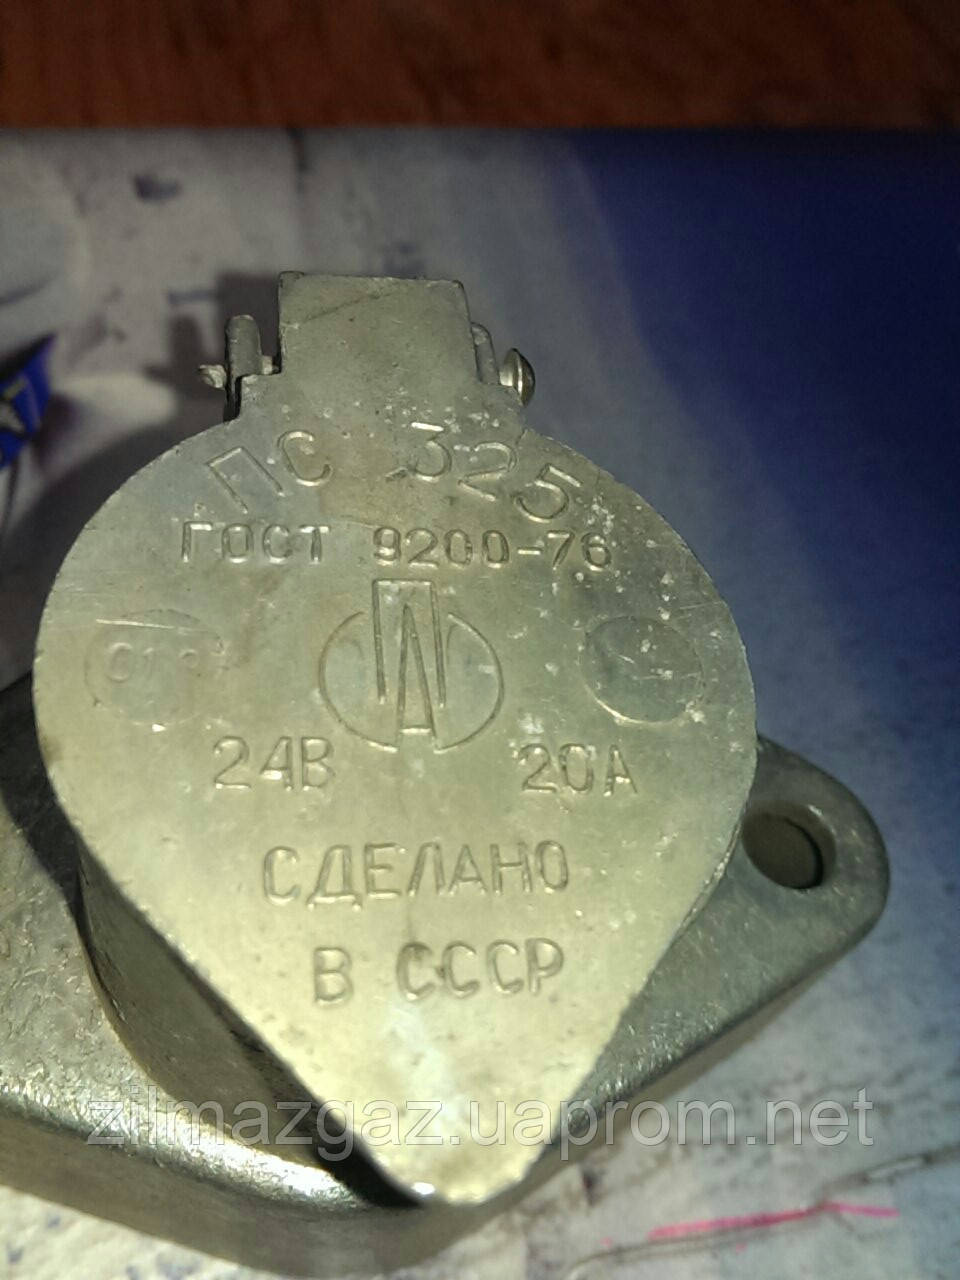 ПС 325
ГОСТ 9200-76
24В 20А
СДЕЛАНО
В СССР
zilmazgaz.uaprom.net